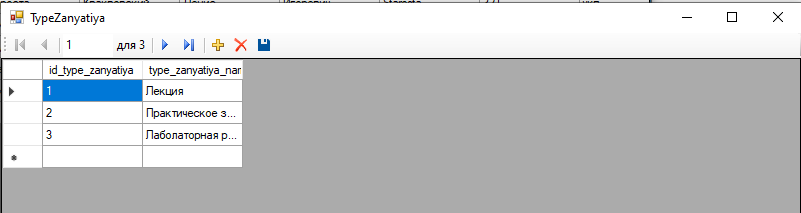 TypeZanyatiya
1 для 3
id_type_zanyatiya type_zanyatiya_nar
1 Лекция
2 Практическое з...
3 Лаболаторная р...